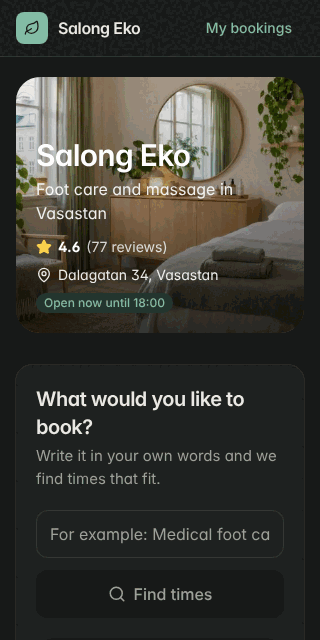 Salong Eko
My bookings
Salong Eko
Foot care and massage in
Vasastan
4.6 (77 reviews)
Dalagatan 34, Vasastan
Open now until 18:00
What would you like to
book?
Write it in your own words and we
find times that fit.
For example: Medical foot ca
Find times